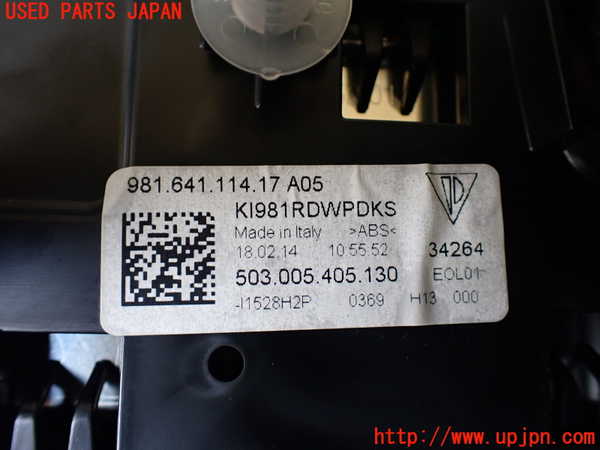 USED PARTS JAPAN
981.641.114.17 A05
KI981RDWPDKS
Made in Italy >ABS<
18.02.14 10:55:52 34264
503.005.405.130 EOL01
-I1528H2P 0369 H13 000
http://www.upjpn.com/